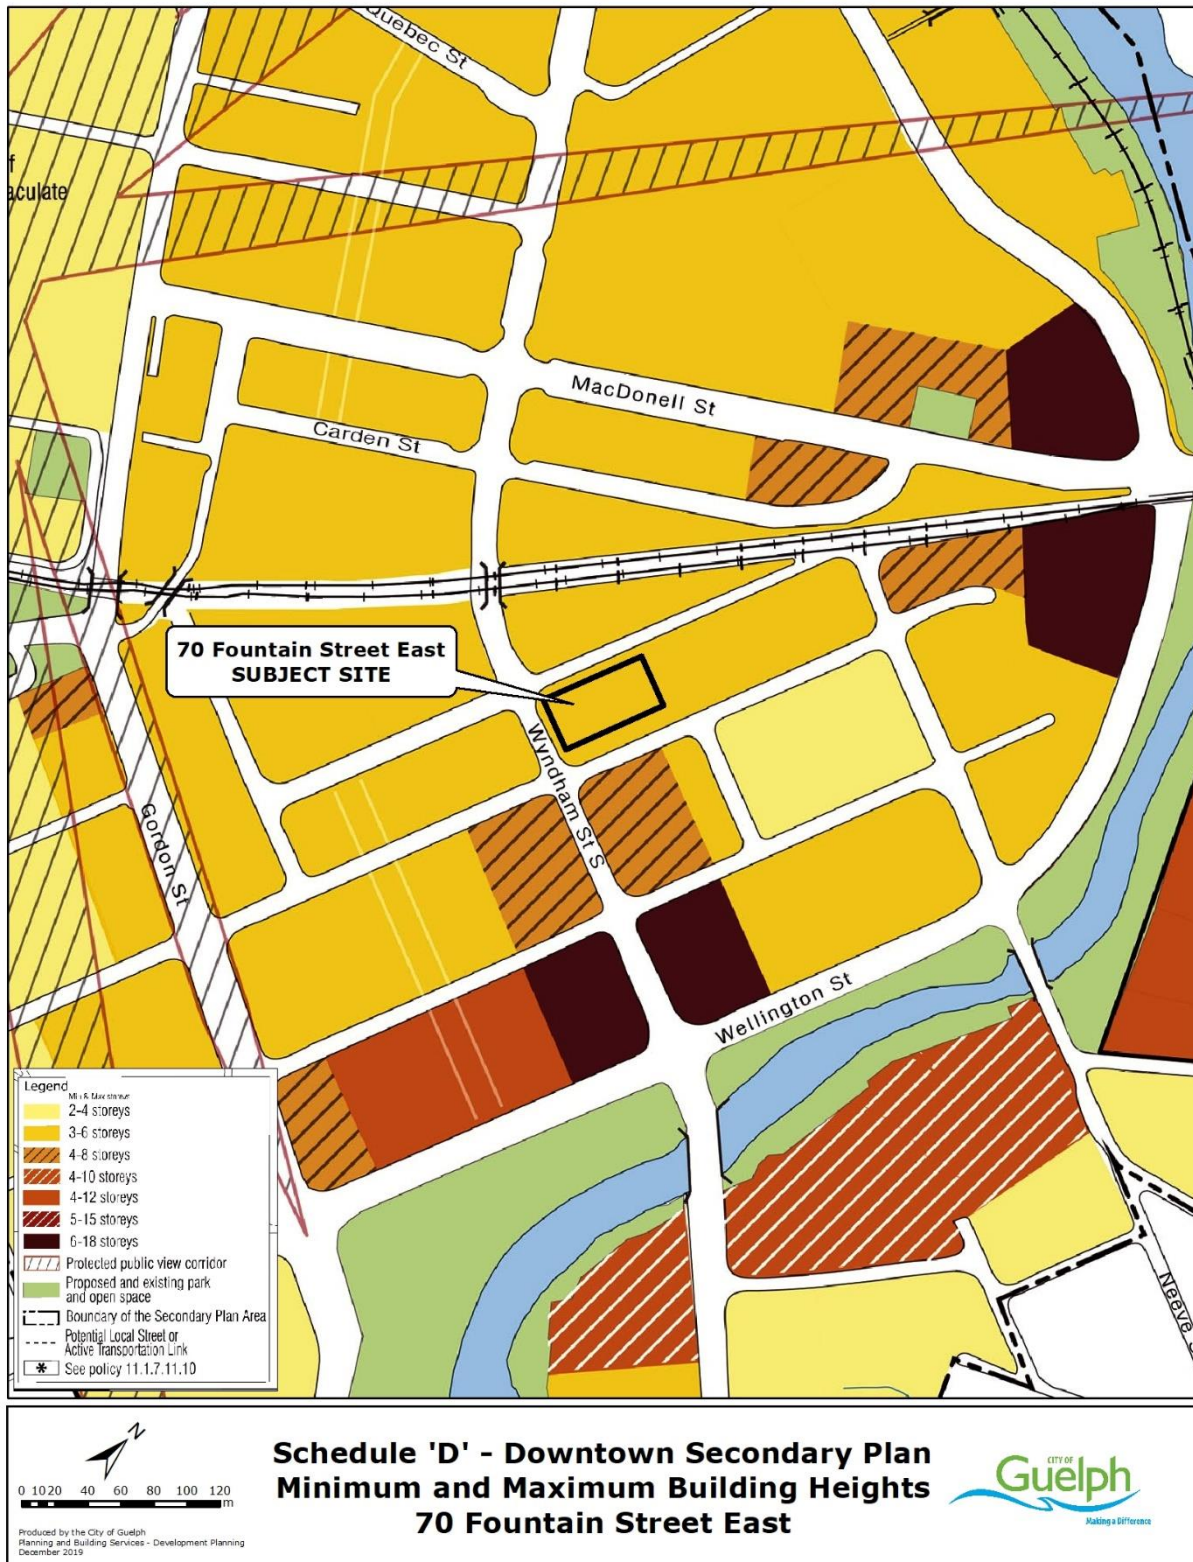 Quebec St
f
aculate
MacDonell St
Carden St
70 Fountain Street East
SUBJECT SITE
Wyndham St S
Gordon St
Wellington St
Neeve
Legend
Min & Max storeys
2-4 storeys
3-6 storeys
4-8 storeys
4-10 storeys
4-12 storeys
5-15 storeys
6-18 storeys
Protected public view corridor
Proposed and existing park
and open space
Boundary of the Secondary Plan Area
Potential Local Street or
Active Transportation Link
* See policy 11.1.7.11.10
N
0 10 20 40 60 80 100 120
m
Produced by the City of Guelph
Planning and Building Services - Development Planning
December 2019
Schedule 'D' - Downtown Secondary Plan
Minimum and Maximum Building Heights
70 Fountain Street East
CITY OF
Guelph
Making a Difference